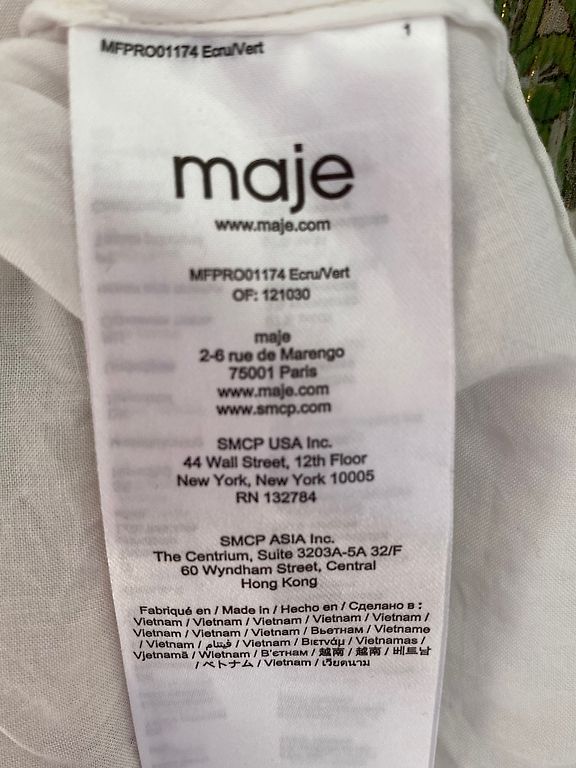 MFPRO01174 Ecru/Vert
1
maje
www.maje.com
MFPRO01174 Ecru/Vert
OF: 121030
maje
2-6 rue de Marengo
75001 Paris
www.maje.com
www.smcp.com
SMCP USA Inc.
44 Wall Street, 12th Floor
New York, New York 10005
RN 132784
SMCP ASIA Inc.
The Centrium, Suite 3203A-5A 32/F
60 Wyndham Street, Central
Hong Kong
Fabriqué en / Made in / Hecho en / Сделано в :
Vietnam / Vietnam / Vietnam / Vietnam / Vietnam /
Vietnam / Vietnam / Vietnam / Вьетнам / Vietname
/ Vietnam / فيتنام / Vietnam / Βιετνάμ / Vietnamas /
Vjetnamā / Wietnam / В'єтнам / 越南 / 越南 / 베트남
/ ベトナム / Vietnam / เวียดนาม